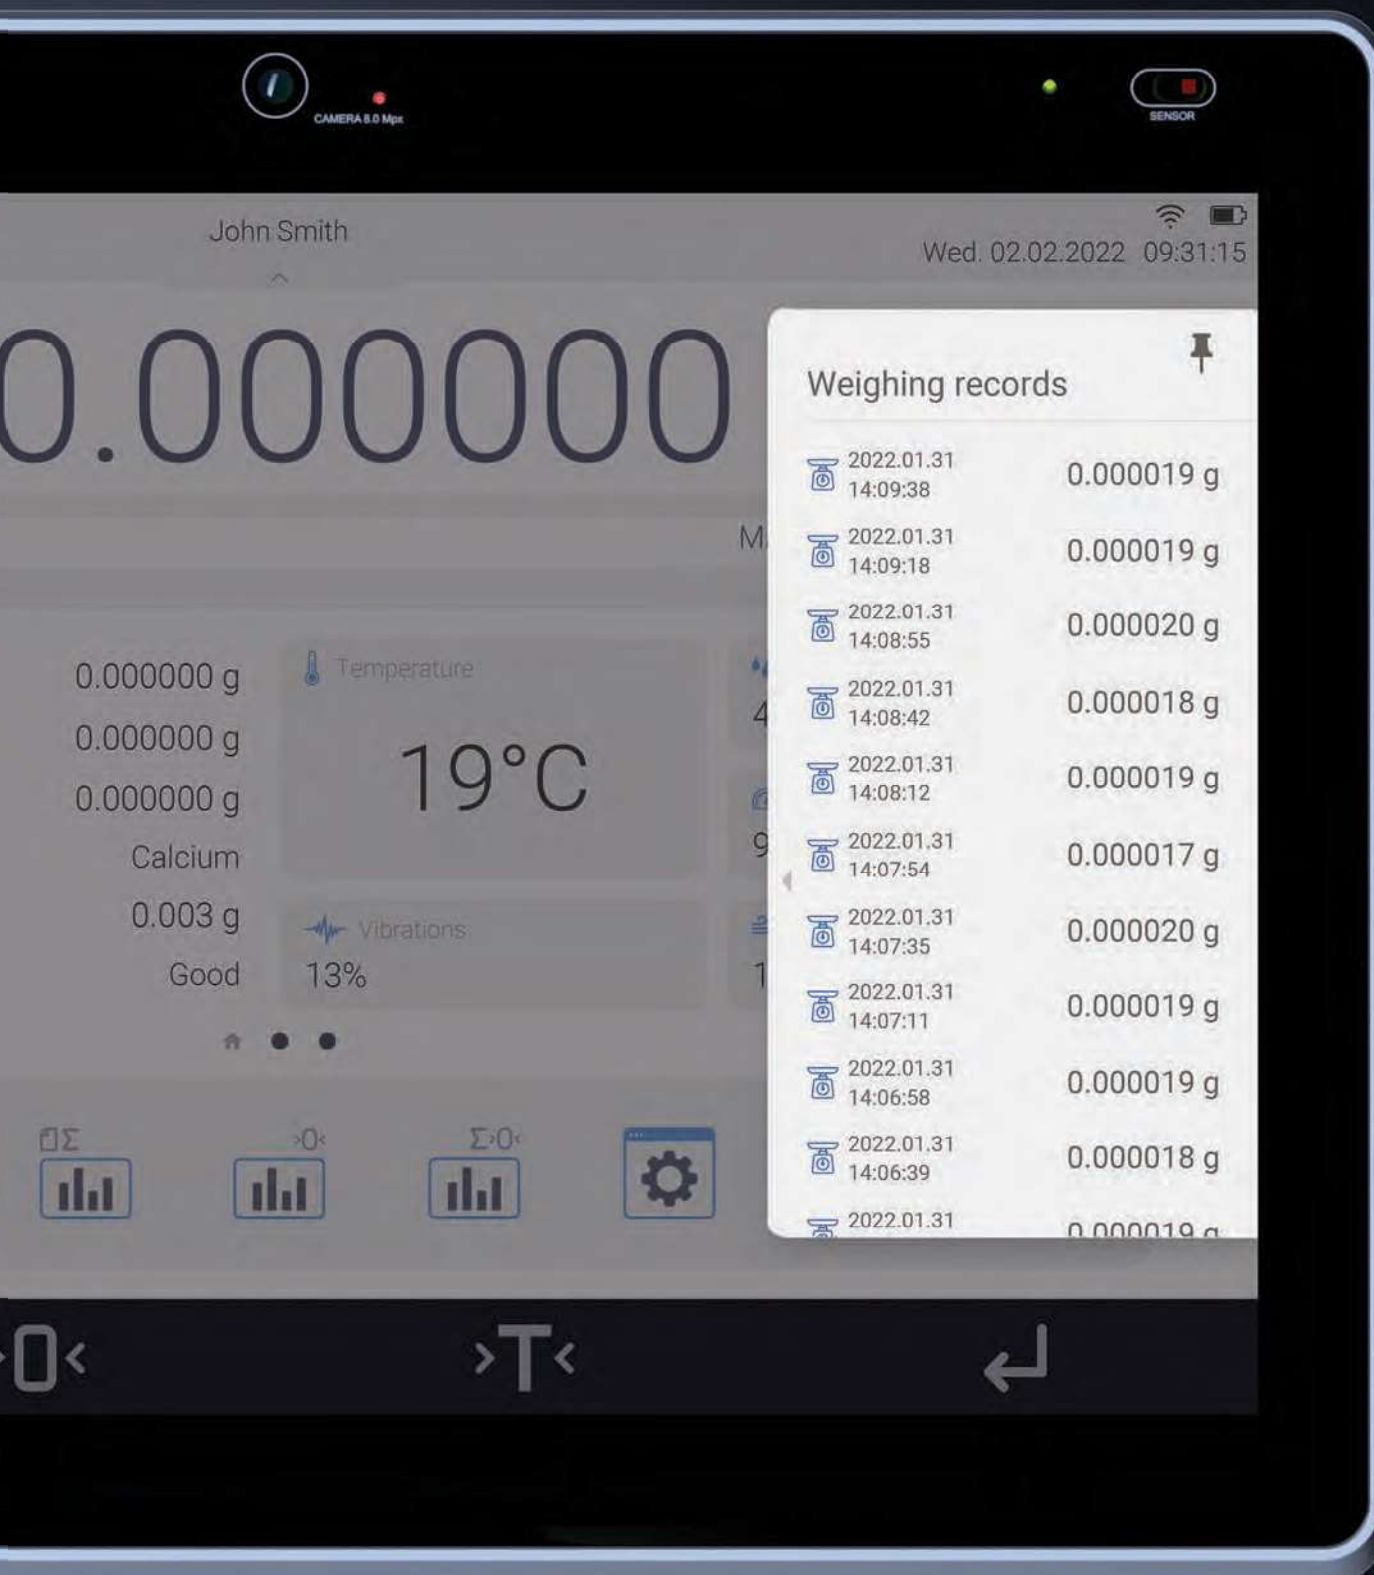 CAMERA 8.0 Mpx
SENSOR
John Smith
Wed. 02.02.2022 09:31:15
0.000000
Weighing records
2022.01.31
14:09:38
0.000019 g
2022.01.31
14:09:18
0.000019 g
2022.01.31
14:08:55
0.000020 g
2022.01.31
14:08:42
0.000018 g
2022.01.31
14:08:12
0.000019 g
2022.01.31
14:07:54
0.000017 g
2022.01.31
14:07:35
0.000020 g
2022.01.31
14:07:11
0.000019 g
2022.01.31
14:06:58
0.000019 g
2022.01.31
14:06:39
0.000018 g
2022.01.31
0.000019 g
0.000000 g
0.000000 g
0.000000 g
Calcium
0.003 g
Good
Temperature
19°C
Vibrations
13%
Σ
>0<
Σ>0<
0<
>T<